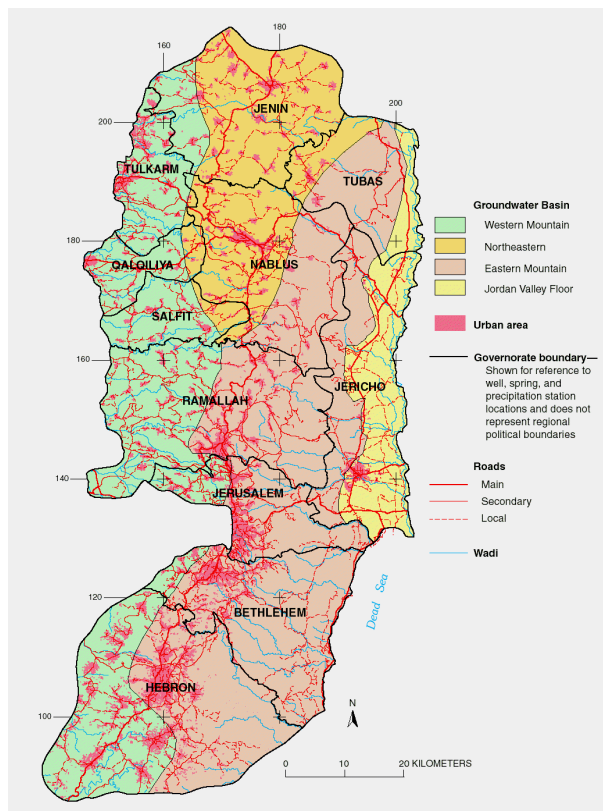 180
160
JENIN
200
200
TULKARM
TUBAS
Groundwater Basin
Western Mountain
Northeastern
Eastern Mountain
Jordan Valley Floor
180
QALQILIYA
NABLUS
SALFIT
Urban area
160
Governorate boundary—
Shown for reference to
well, spring, and
precipitation station
locations and does not
represent regional
political boundaries
JERICHO
RAMALLAH
140
JERUSALEM
Roads
Main
Secondary
Local
Wadi
120
BETHLEHEM
Dead Sea
HEBRON
100
N
0 10 20 KILOMETERS